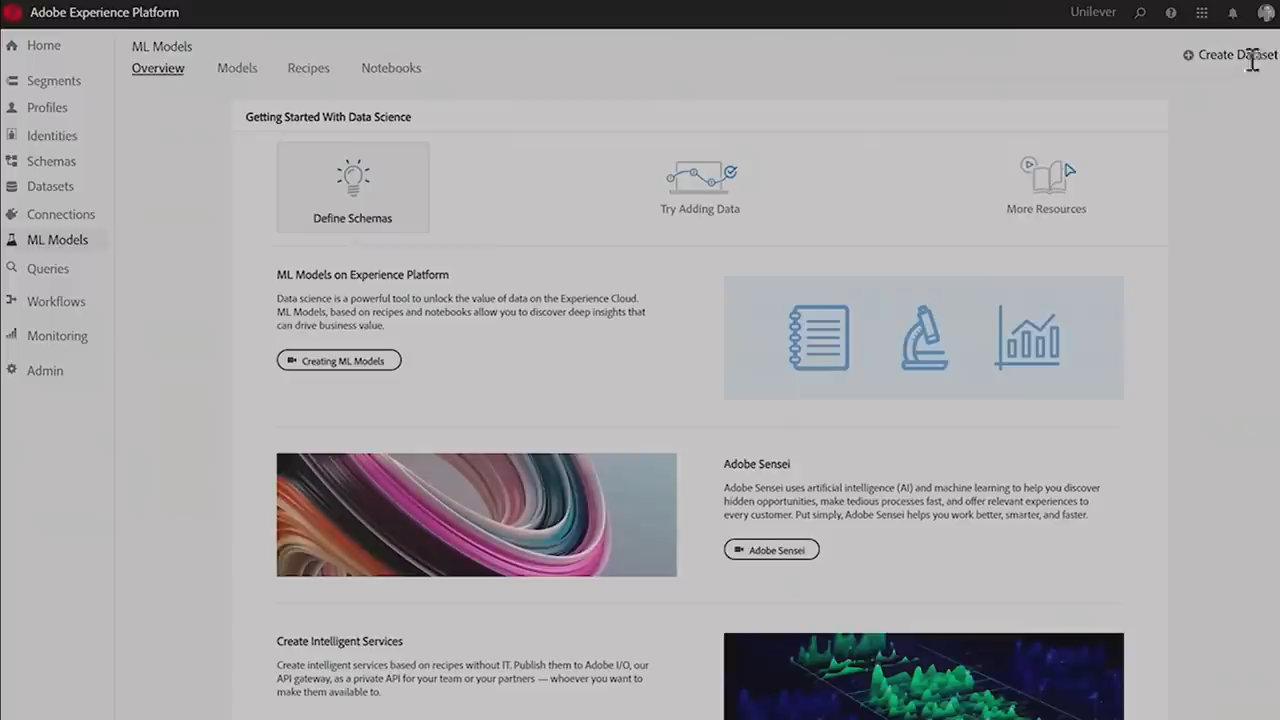 Adobe Experience Platform
Unilever
Home
Segments
Profiles
Identities
Schemas
Datasets
Connections
ML Models
Queries
Workflows
Monitoring
Admin
ML Models
Overview Models Recipes Notebooks
Create Dataset
Getting Started With Data Science
Define Schemas
Try Adding Data
More Resources
ML Models on Experience Platform
Data science is a powerful tool to unlock the value of data on the Experience Cloud.
ML Models, based on recipes and notebooks allow you to discover deep insights that
can drive business value.
Creating ML Models
Adobe Sensei
Adobe Sensei uses artificial intelligence (AI) and machine learning to help you discover
hidden opportunities, make tedious processes fast, and offer relevant experiences to
every customer. Put simply, Adobe Sensei helps you work better, smarter, and faster.
Adobe Sensei
Create Intelligent Services
Create intelligent services based on recipes without IT. Publish them to Adobe I/O, our
API gateway, as a private API for your team or your partners — whoever you want to
make them available to.